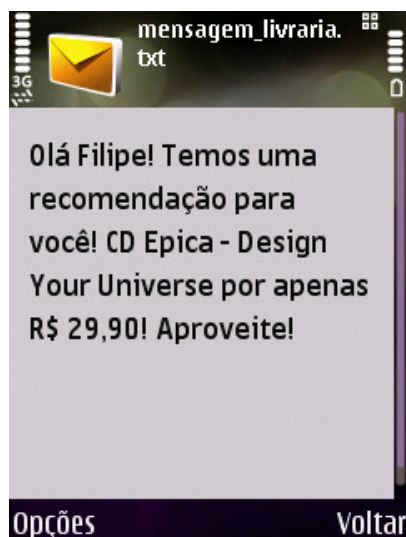 mensagem_livraria.
txt
3G
Olá Filipe! Temos uma
recomendação para
você! CD Epica - Design
Your Universe por apenas
R$ 29,90! Aproveite!
Opções
Voltar